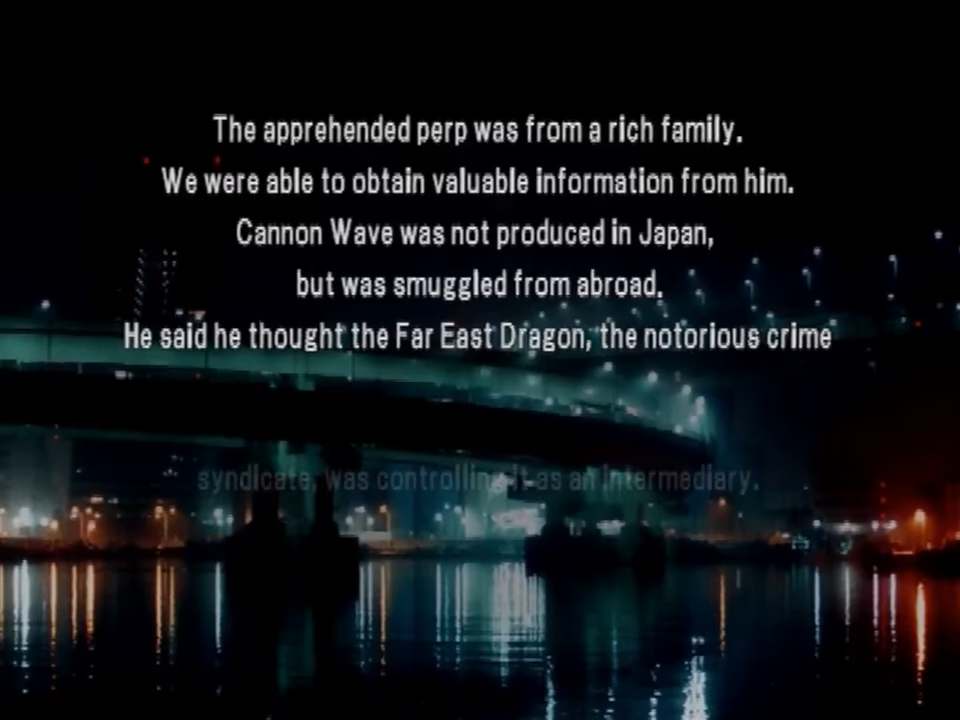 The apprehended perp was from a rich family.
We were able to obtain valuable information from him.
Cannon Wave was not produced in Japan,
but was smuggled from abroad.
He said he thought the Far East Dragon, the notorious crime
syndicate, was controlling it as an intermediary.